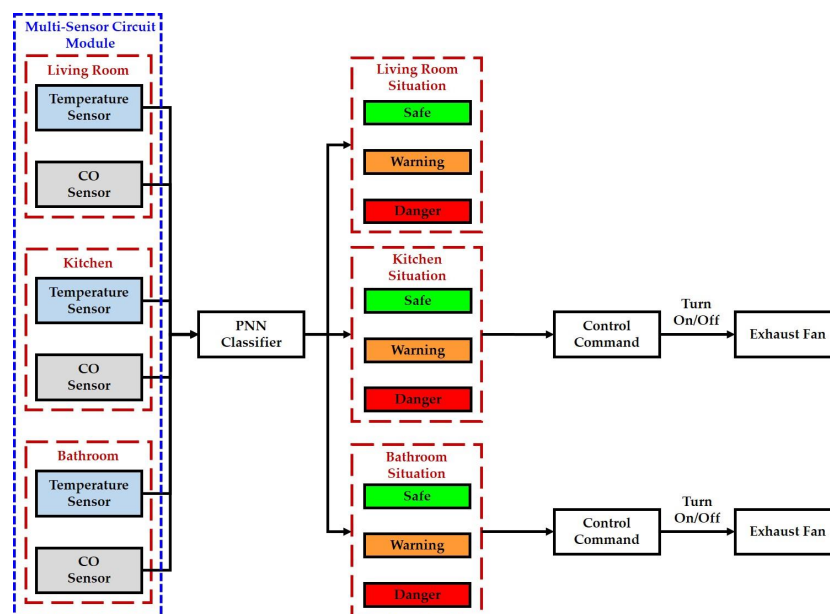 Multi-Sensor Circuit
Module
Living Room
Temperature
Sensor
CO
Sensor
Kitchen
Temperature
Sensor
CO
Sensor
Bathroom
Temperature
Sensor
CO
Sensor
PNN
Classifier
Living Room
Situation
Safe
Warning
Danger
Kitchen
Situation
Safe
Warning
Danger
Control
Command
Turn
On/Off
Exhaust Fan
Bathroom
Situation
Safe
Warning
Danger
Control
Command
Turn
On/Off
Exhaust Fan